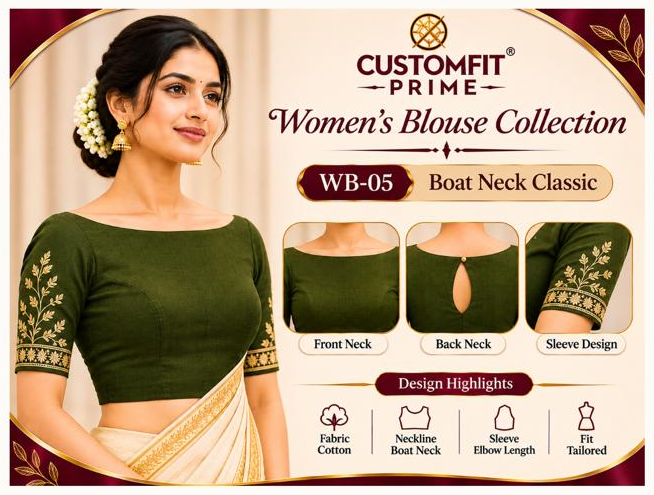 CUSTOMFIT®
PRIME
Women's Blouse Collection
WB-05 Boat Neck Classic
Front Neck
Back Neck
Sleeve Design
Design Highlights
Fabric
Cotton
Neckline
Boat Neck
Sleeve
Elbow Length
Fit
Tailored